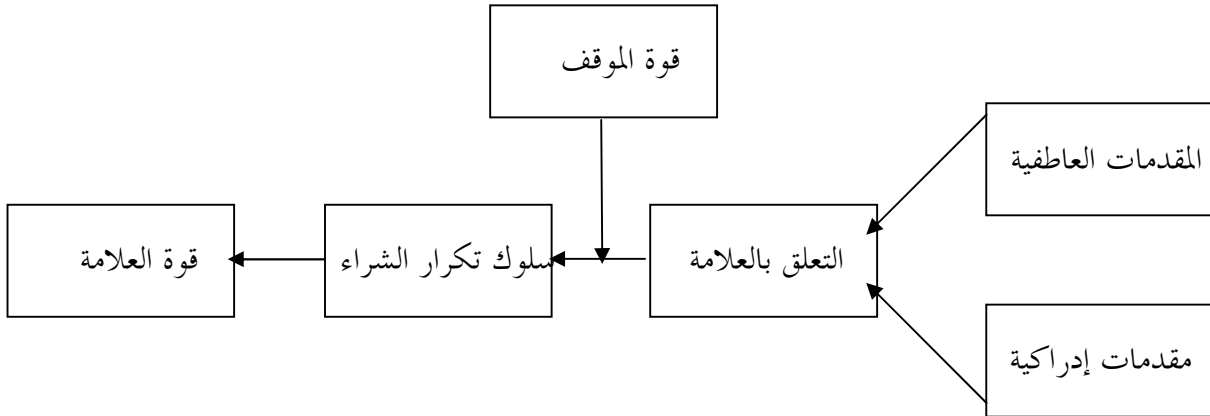 قوة الموقف
المقدمات العاطفية
التعلق بالعلامة
سلوك تكرار الشراء
قوة العلامة
مقدمات إدراكية